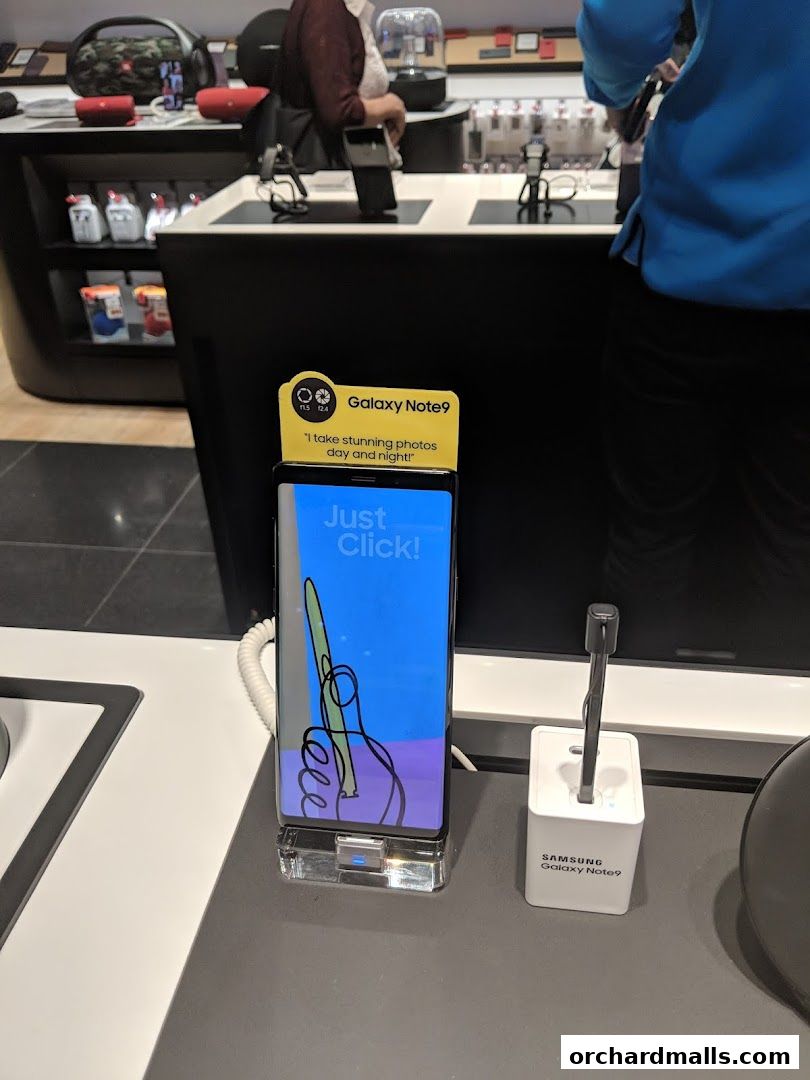 JBL
f1.5 f2.4
Galaxy Note9
"I take stunning photos
day and night!"
Just
Click!
SAMSUNG
Galaxy Note9
orchardmalls.com